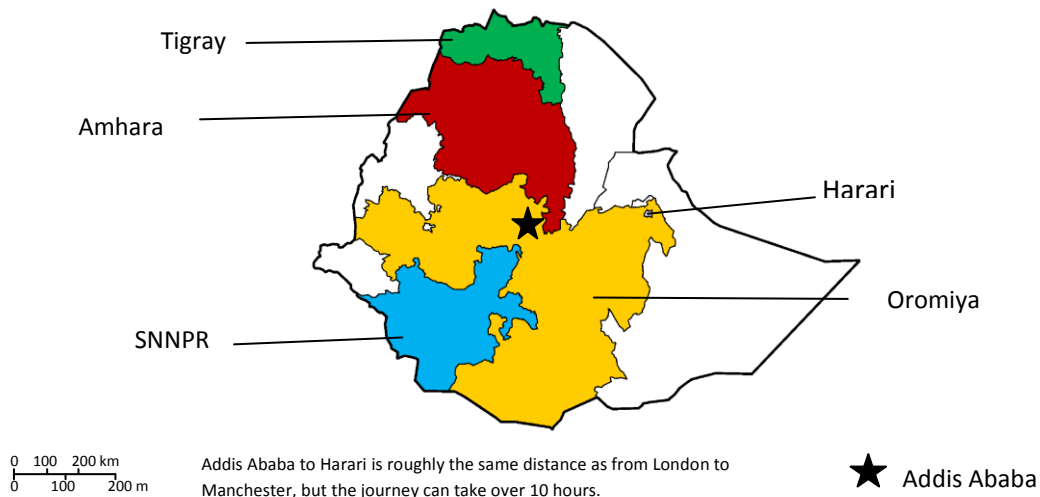 Tigray
Amhara
Harari
Oromiya
SNNPR
0 100 200 km
0 100 200 m
Addis Ababa to Harari is roughly the same distance as from London to
Manchester, but the journey can take over 10 hours.
Addis Ababa